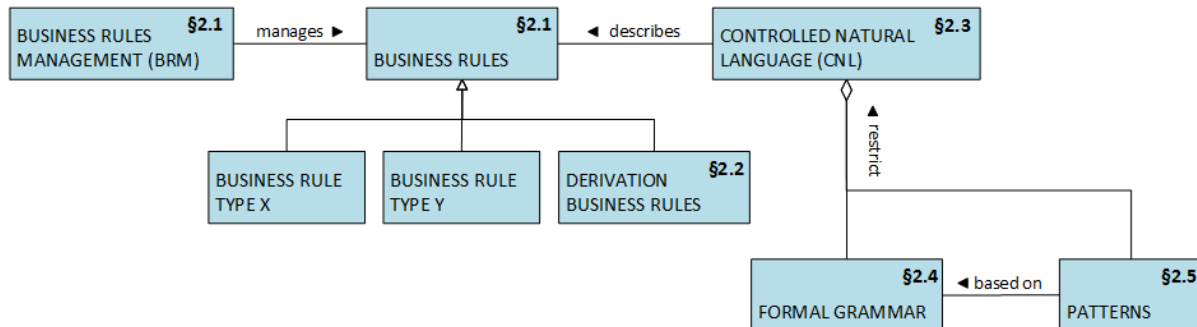 §2.1
BUSINESS RULES
MANAGEMENT (BRM)
manages ►
§2.1
BUSINESS RULES
◄ describes
§2.3
CONTROLLED NATURAL
LANGUAGE (CNL)
◄ restrict
BUSINESS RULE
TYPE X
BUSINESS RULE
TYPE Y
§2.2
DERIVATION
BUSINESS RULES
§2.4
FORMAL GRAMMAR
◄ based on
§2.5
PATTERNS